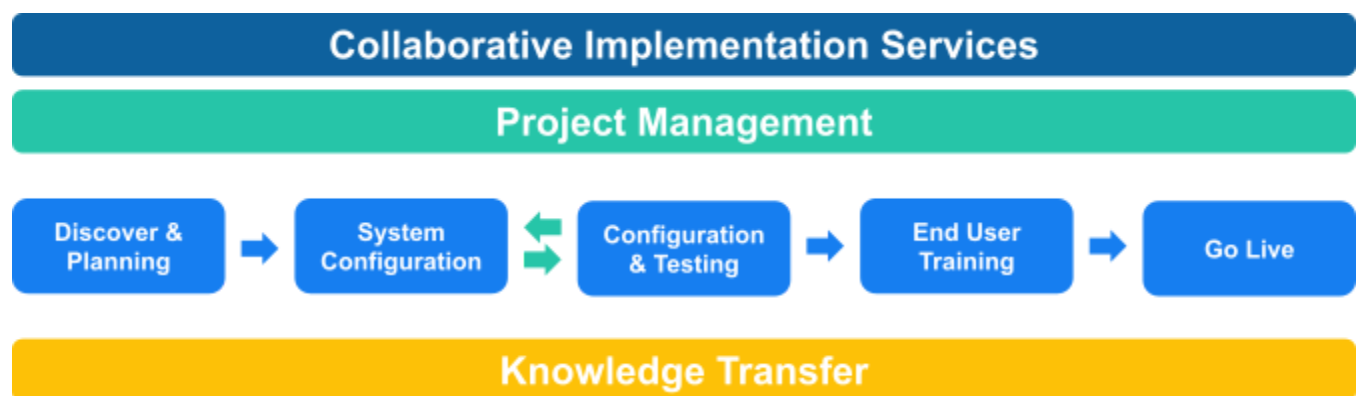 Collaborative Implementation Services
Project Management
Discover &
Planning
System
Configuration
Configuration
& Testing
End User
Training
Go Live
Knowledge Transfer